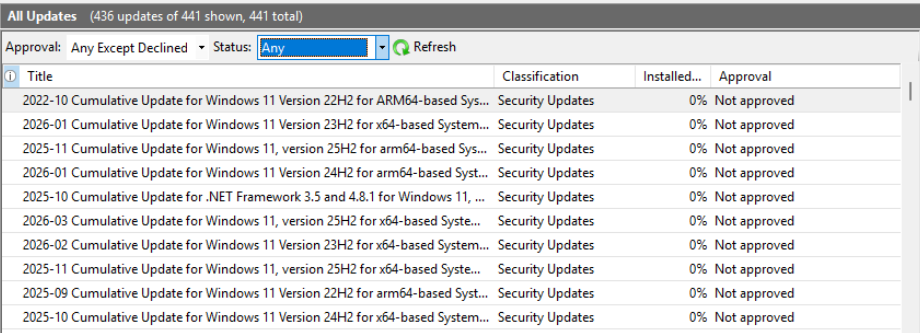 All Updates (436 updates of 441 shown, 441 total)
Approval: Any Except Declined Status: Any Refresh
Title Classification Installed... Approval
2022-10 Cumulative Update for Windows 11 Version 22H2 for ARM64-based Sys... Security Updates 0% Not approved
2026-01 Cumulative Update for Windows 11 Version 23H2 for x64-based System... Security Updates 0% Not approved
2025-11 Cumulative Update for Windows 11, version 25H2 for arm64-based Sys... Security Updates 0% Not approved
2026-01 Cumulative Update for Windows 11 Version 24H2 for arm64-based Syst... Security Updates 0% Not approved
2025-10 Cumulative Update for .NET Framework 3.5 and 4.8.1 for Windows 11, ... Security Updates 0% Not approved
2026-03 Cumulative Update for Windows 11, version 25H2 for x64-based Syste... Security Updates 0% Not approved
2026-02 Cumulative Update for Windows 11 Version 23H2 for x64-based System... Security Updates 0% Not approved
2025-11 Cumulative Update for Windows 11, version 25H2 for x64-based Syste... Security Updates 0% Not approved
2025-09 Cumulative Update for Windows 11 Version 22H2 for arm64-based Syst... Security Updates 0% Not approved
2025-10 Cumulative Update for Windows 11 Version 24H2 for x64-based System... Security Updates 0% Not approved